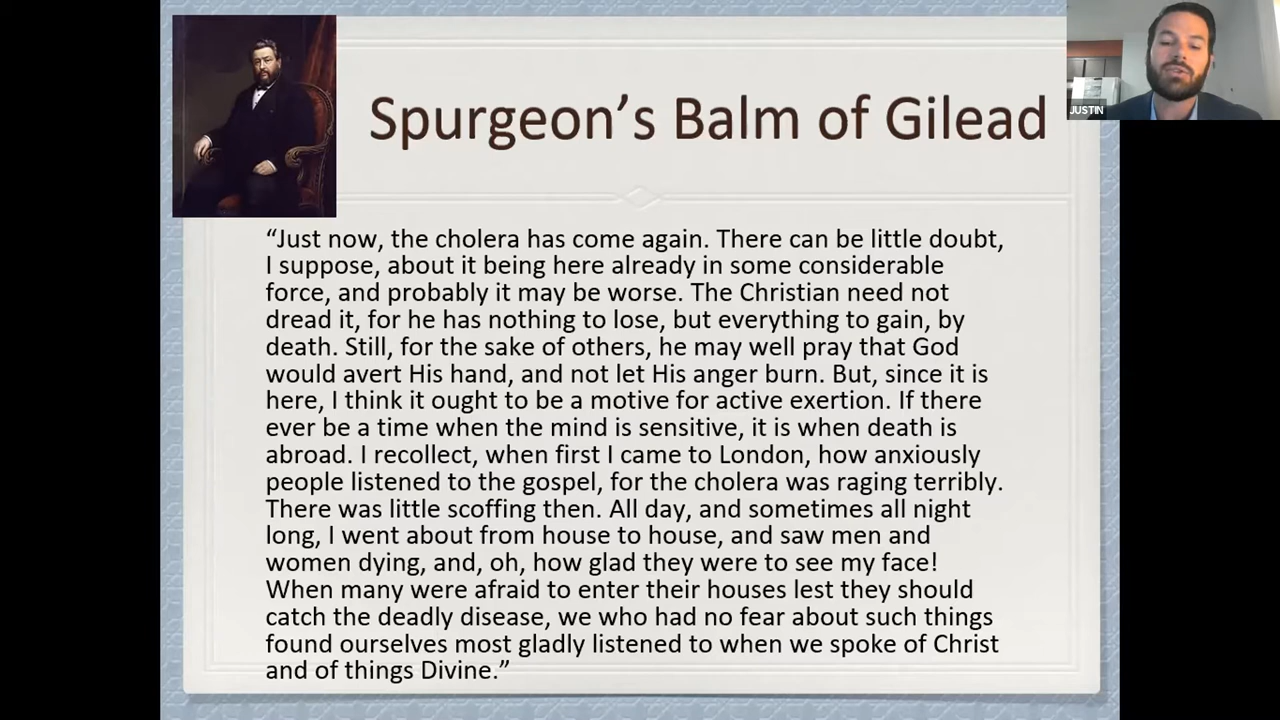 Spurgeon's Balm of Gilead
JUSTIN
“Just now, the cholera has come again. There can be little doubt,
I suppose, about it being here already in some considerable
force, and probably it may be worse. The Christian need not
dread it, for he has nothing to lose, but everything to gain, by
death. Still, for the sake of others, he may well pray that God
would avert His hand, and not let His anger burn. But, since it is
here, I think it ought to be a motive for active exertion. If there
ever be a time when the mind is sensitive, it is when death is
abroad. I recollect, when first I came to London, how anxiously
people listened to the gospel, for the cholera was raging terribly.
There was little scoffing then. All day, and sometimes all night
long, I went about from house to house, and saw men and
women dying, and, oh, how glad they were to see my face!
When many were afraid to enter their houses lest they should
catch the deadly disease, we who had no fear about such things
found ourselves most gladly listened to when we spoke of Christ
and of things Divine.”